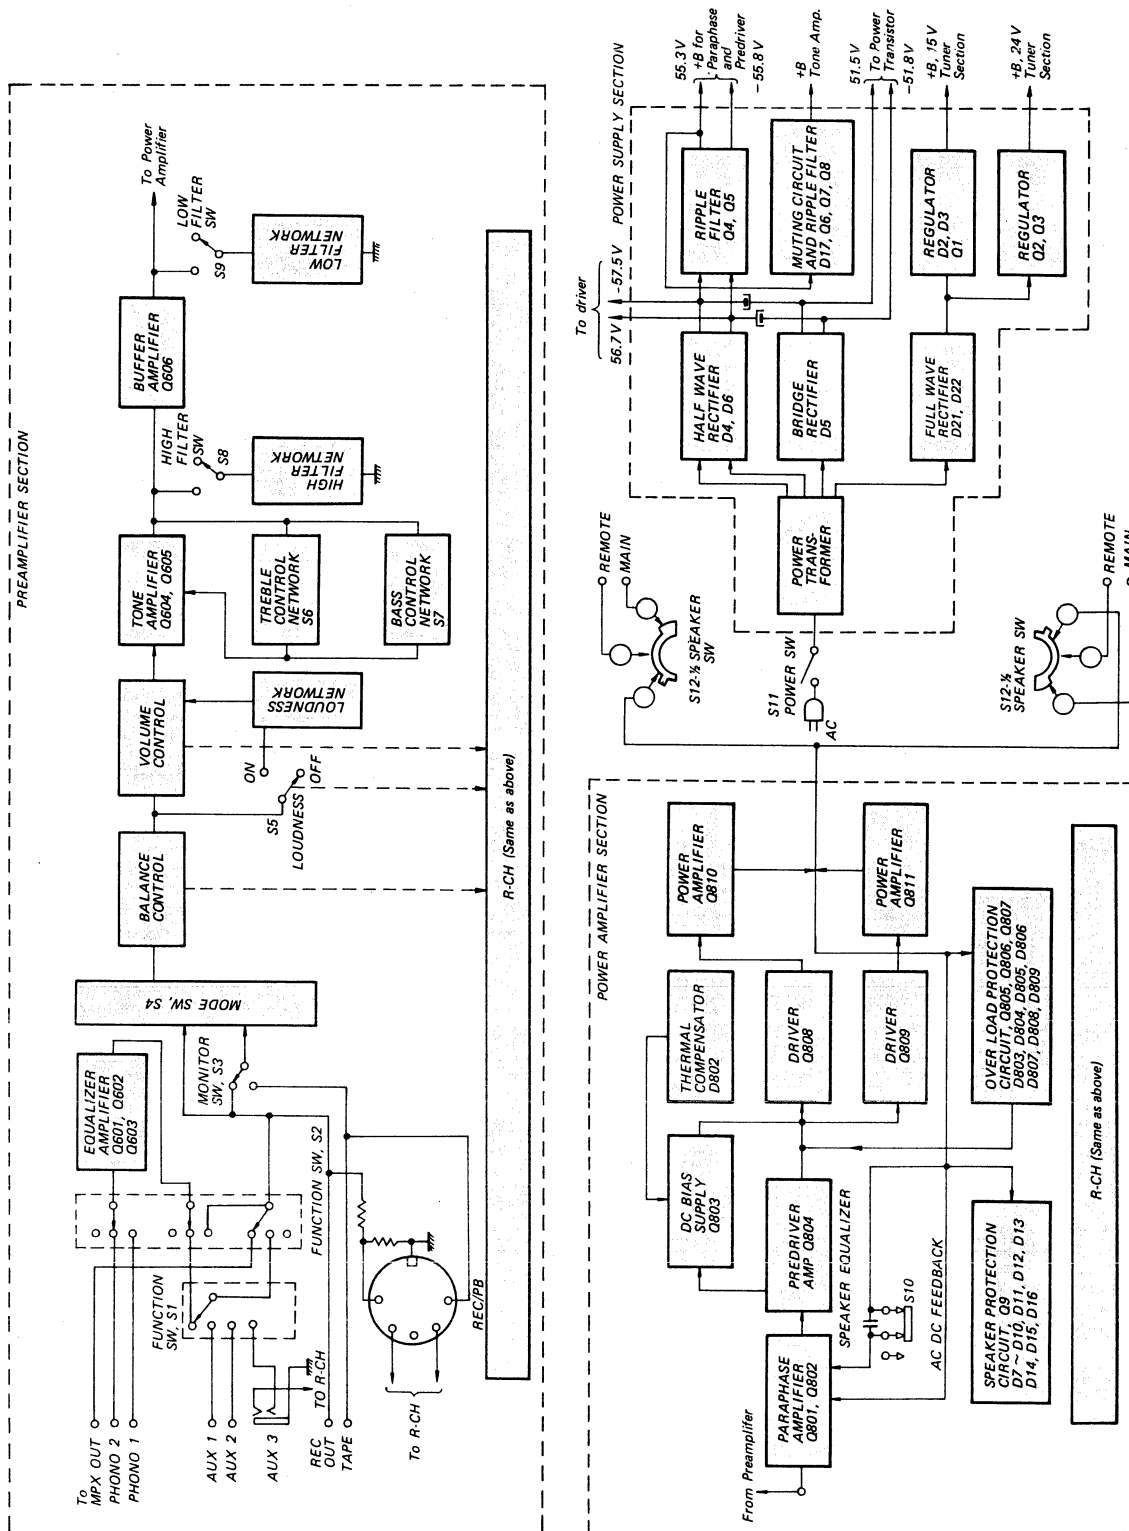 PREAMPLIFIER SECTION
To
MPX OUT
PHONO 2
PHONO 1
AUX 1
AUX 2
AUX 3
TO R-CH
REC
OUT
TAPE
To R-CH
REC/PB
FUNCTION
SW, S1
FUNCTION SW, S2
EQUALIZER
AMPLIFIER
Q601, Q602
Q603
MONITOR
SW, S3
MODE SW, S4
BALANCE
CONTROL
S5
LOUDNESS
ON
OFF
VOLUME
CONTROL
LOUDNESS
NETWORK
TONE
AMPLIFIER
Q604, Q605
TREBLE
CONTROL
NETWORK
S6
BASS
CONTROL
NETWORK
S7
HIGH
FILTER
SW
S8
HIGH
FILTER
NETWORK
BUFFER
AMPLIFIER
Q606
LOW
FILTER
SW
S9
LOW
FILTER
NETWORK
To Power
Amplifier
R-CH (Same as above)
POWER AMPLIFIER SECTION
From Preamplifer
PARAPHASE
AMPLIFIER
Q801, Q802
PREDRIVER
AMP Q804
DC BIAS
SUPPLY
Q803
THERMAL
COMPENSATOR
D802
DRIVER
Q808
DRIVER
Q809
POWER
AMPLIFIER
Q810
POWER
AMPLIFIER
Q811
SPEAKER EQUALIZER
S10
AC DC FEEDBACK
OVER LOAD PROTECTION
CIRCUIT, Q805, Q806, Q807
D803, D804, D805, D806
D807, D808, D809
SPEAKER PROTECTION
CIRCUIT, Q9
D7 ~ D10, D11, D12, D13
D14, D15, D16
R-CH (Same as above)
REMOTE
MAIN
S12-½ SPEAKER
SW
S12-½
SPEAKER SW
REMOTE
MAIN
AC
S11
POWER SW
POWER SUPPLY SECTION
POWER
TRANS-
FORMER
HALF WAVE
RECTIFIER
D4, D6
BRIDGE
RECTIFIER
D5
FULL WAVE
RECTIFIER
D21, D22
To driver
56.7V
-57.5V
RIPPLE
FILTER
Q4, Q5
MUTING CIRCUIT
AND RIPPLE FILTER
D17, Q6, Q7, Q8
REGULATOR
D2, D3
Q1
REGULATOR
Q2, Q3
55.3V
+B for
Paraphase
and
Predriver
-55.8V
+B
Tone Amp.
51.5V
To Power
Transistor
-51.8V
+B, 15V
Tuner
Section
+B, 24V
Tuner
Section